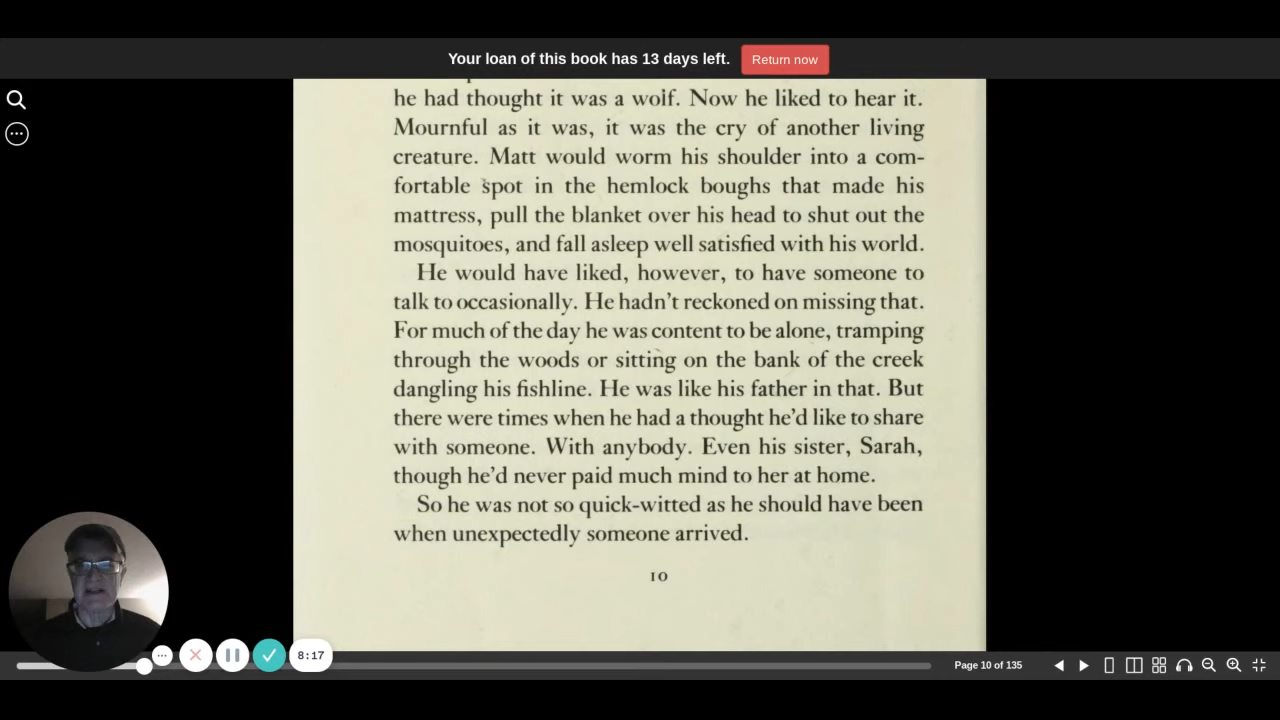 Your loan of this book has 13 days left. Return now
he had thought it was a wolf. Now he liked to hear it.
Mournful as it was, it was the cry of another living
creature. Matt would worm his shoulder into a com-
fortable spot in the hemlock boughs that made his
mattress, pull the blanket over his head to shut out the
mosquitoes, and fall asleep well satisfied with his world.
He would have liked, however, to have someone to
talk to occasionally. He hadn't reckoned on missing that.
For much of the day he was content to be alone, tramping
through the woods or sitting on the bank of the creek
dangling his fishline. He was like his father in that. But
there were times when he had a thought he'd like to share
with someone. With anybody. Even his sister, Sarah,
though he'd never paid much mind to her at home.
So he was not so quick-witted as he should have been
when unexpectedly someone arrived.
10
8:17
Page 10 of 135